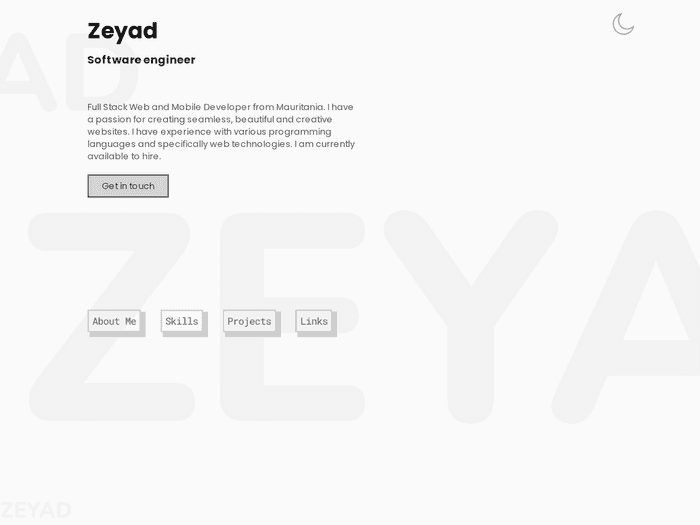 Zeyad
Software engineer
AD
Full Stack Web and Mobile Developer from Mauritania. I have
a passion for creating seamless, beautiful and creative
websites. I have experience with various programming
languages and specifically web technologies. I am currently
available to hire.
Get in touch
ZEYA
About Me
Skills
Projects
Links
ZEYAD